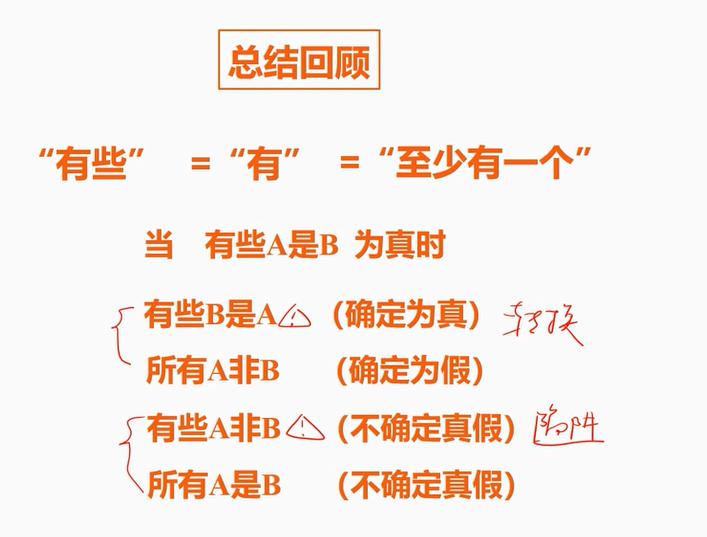 总结回顾
“有些” = “有” = “至少有一个”
当 有些A是B 为真时
有些B是A (确定为真) 转换
所有A非B (确定为假)
有些A非B (不确定真假) 陷阱
所有A是B (不确定真假)